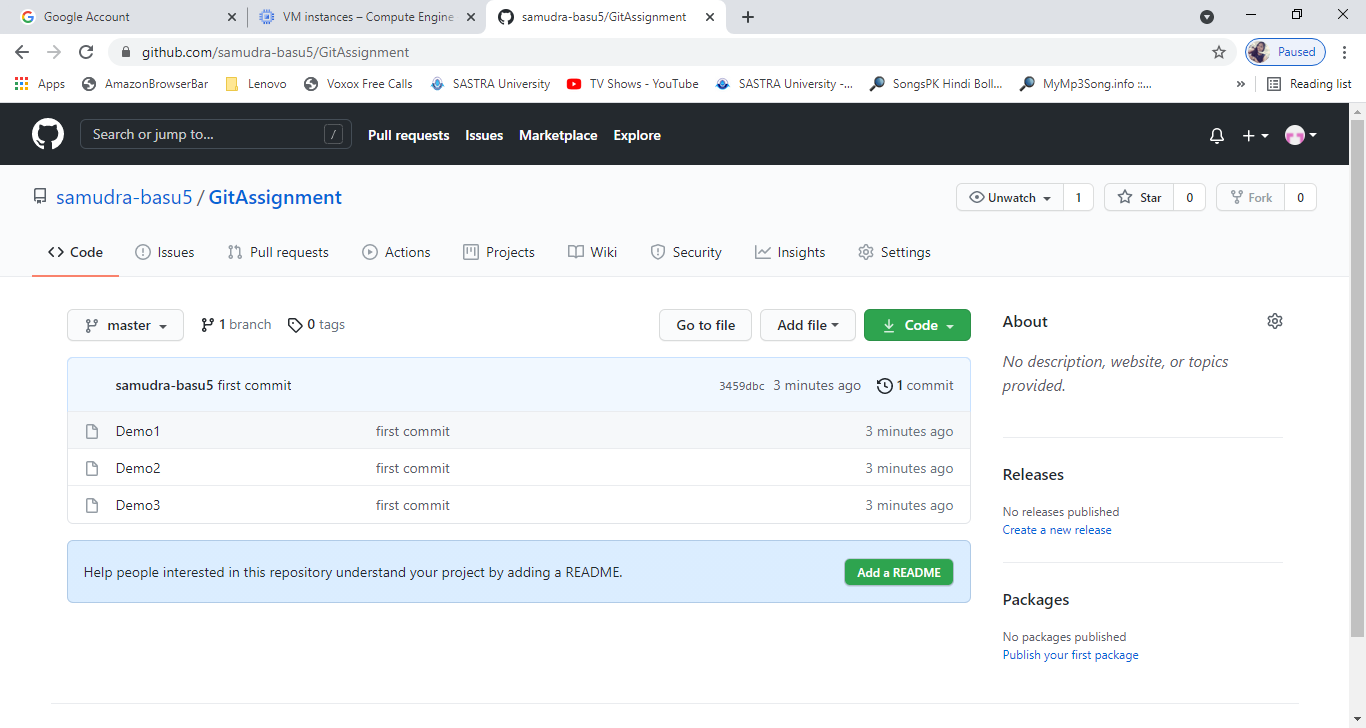 Google Account
VM instances – Compute Engine
samudra-basu5/GitAssignment
github.com/samudra-basu5/GitAssignment
Paused
Apps
AmazonBrowserBar
Lenovo
Voxox Free Calls
SASTRA University
TV Shows - YouTube
SASTRA University -...
SongsPK Hindi Boll...
MyMp3Song.info ::...
»
Reading list
Search or jump to...
/
Pull requests
Issues
Marketplace
Explore
samudra-basu5 / GitAssignment
Unwatch
1
Star
0
Fork
0
Code
Issues
Pull requests
Actions
Projects
Wiki
Security
Insights
Settings
master
1 branch
0 tags
Go to file
Add file
Code
samudra-basu5 first commit
3459dbc
3 minutes ago
1 commit
Demo1
first commit
3 minutes ago
Demo2
first commit
3 minutes ago
Demo3
first commit
3 minutes ago
Help people interested in this repository understand your project by adding a README.
Add a README
About
No description, website, or topics
provided.
Releases
No releases published
Create a new release
Packages
No packages published
Publish your first package